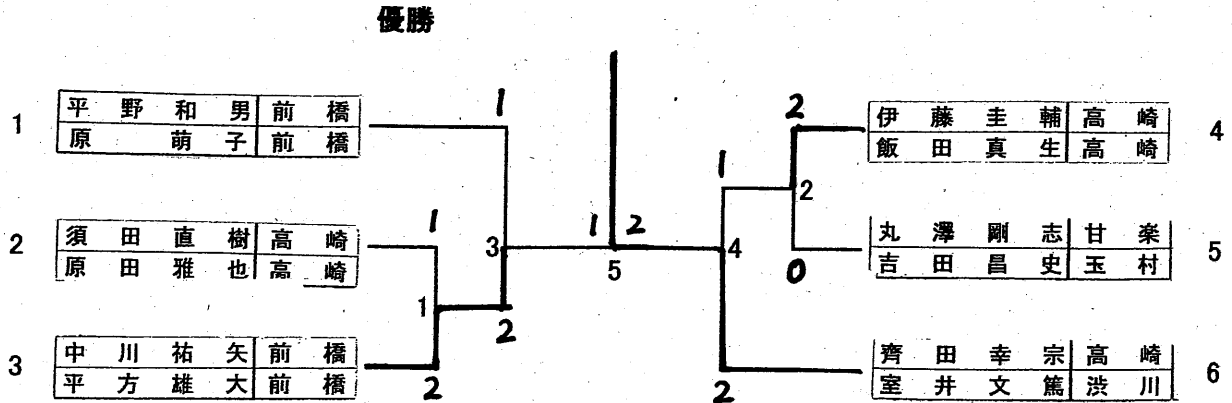 優勝
1 平野和男 前橋
原 萌子 前橋
2 須田直樹 高崎
原田雅也 高崎
3 中川祐矢 前橋
平方雄大 前橋
1
1
3
1
2
2
1 2
5
2
1
2
4
0
2
伊藤圭輔 高崎 4
飯田真生 高崎
丸澤剛志 甘楽 5
吉田昌史 玉村
齊田幸宗 高崎 6
室井文篤 渋川